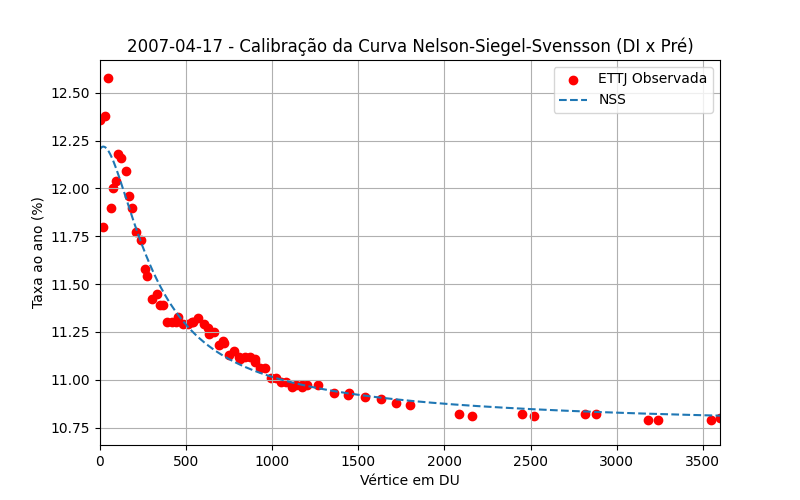 2007-04-17 - Calibração da Curva Nelson-Siegel-Svensson (DI x Pré)
ETTJ Observada
NSS
Taxa ao ano (%)
12.50
12.25
12.00
11.75
11.50
11.25
11.00
10.75
0 500 1000 1500 2000 2500 3000 3500
Vértice em DU